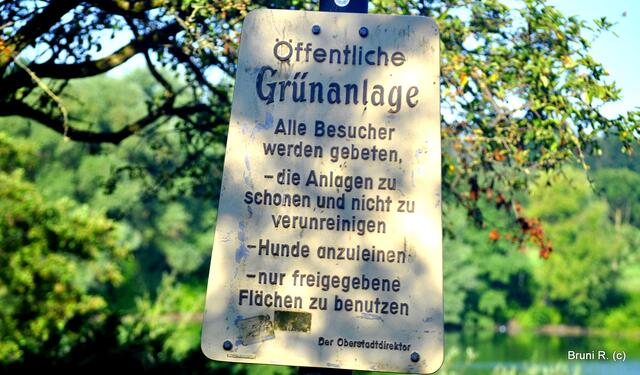 Öffentliche
Grünanlage
Alle Besucher
werden gebeten,
-die Anlagen zu
schonen und nicht zu
verunreinigen
-Hunde anzuleinen
-nur freigegebene
Flächen zu benutzen
Der Oberstadtdirektor
Bruni R. (c)